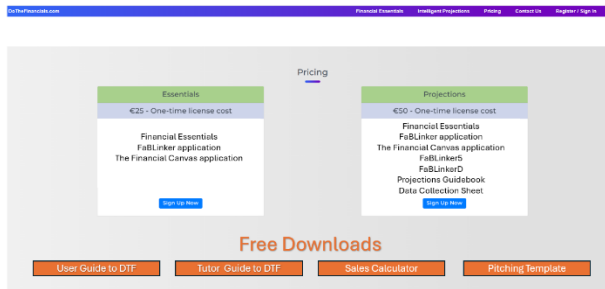 DoTheFinancials.com
Financial Essentials Intelligent Projections Pricing Contact Us Register / Sign In
Pricing
Essentials
€25 - One-time license cost
Financial Essentials
FaBLinker application
The Financial Canvas application
Sign Up Now
Projections
€50 - One-time license cost
Financial Essentials
FaBLinker application
The Financial Canvas application
FaBLinker5
FaBLinkerD
Projections Guidebook
Data Collection Sheet
Sign Up Now
Free Downloads
User Guide to DTF
Tutor Guide to DTF
Sales Calculator
Pitching Template